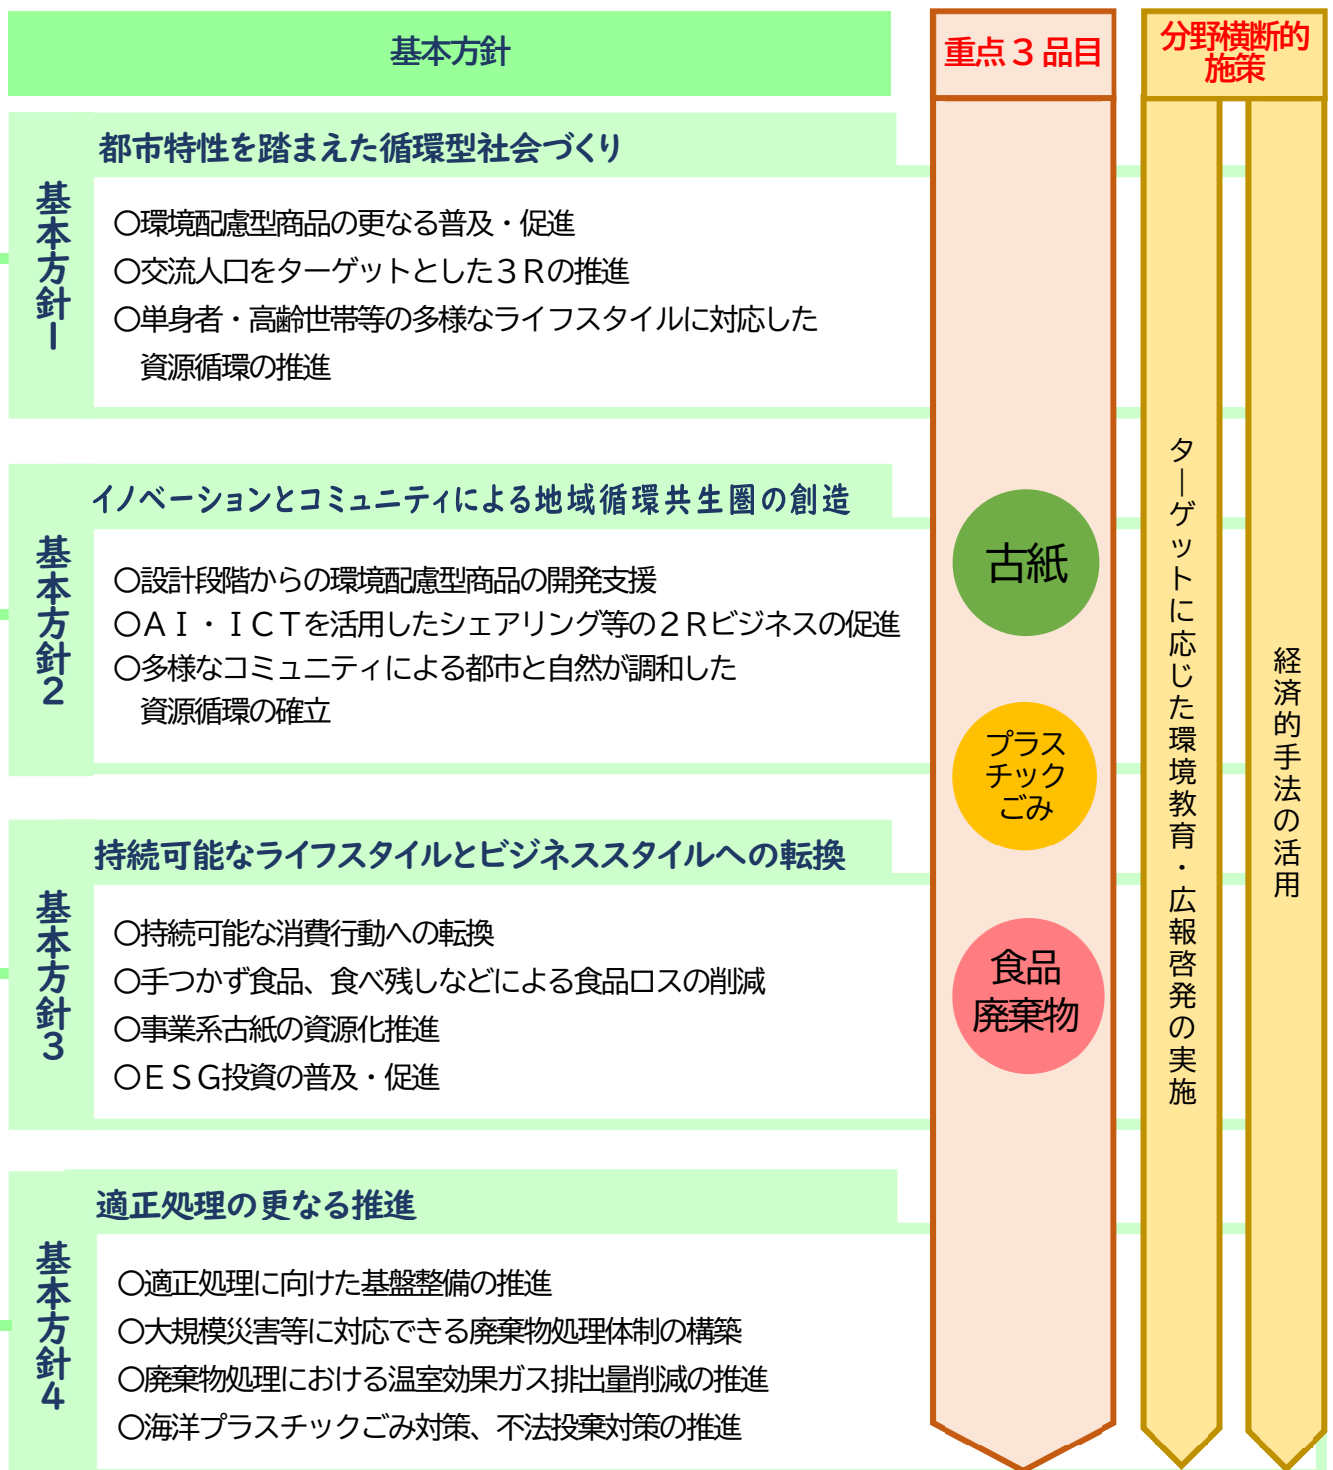 基本方針
重点３品目
分野横断的
施策
基本方針1
都市特性を踏まえた循環型社会づくり
〇環境配慮型商品の更なる普及・促進
〇交流人口をターゲットとした３Ｒの推進
〇単身者・高齢世帯等の多様なライフスタイルに対応した
資源循環の推進
基本方針2
イノベーションとコミュニティによる地域循環共生圏の創造
〇設計段階からの環境配慮型商品の開発支援
〇ＡＩ・ＩＣＴを活用したシェアリング等の２Ｒビジネスの促進
〇多様なコミュニティによる都市と自然が調和した
資源循環の確立
基本方針3
持続可能なライフスタイルとビジネススタイルへの転換
〇持続可能な消費行動への転換
〇手つかず食品、食べ残しなどによる食品ロスの削減
〇事業系古紙の資源化推進
〇ＥＳＧ投資の普及・促進
基本方針4
適正処理の更なる推進
〇適正処理に向けた基盤整備の推進
〇大規模災害等に対応できる廃棄物処理体制の構築
〇廃棄物処理における温室効果ガス排出量削減の推進
〇海洋プラスチックごみ対策、不法投棄対策の推進
古紙
プラス
チック
ごみ
食品
廃棄物
ターゲットに応じた環境教育・広報啓発の実施
経済的手法の活用